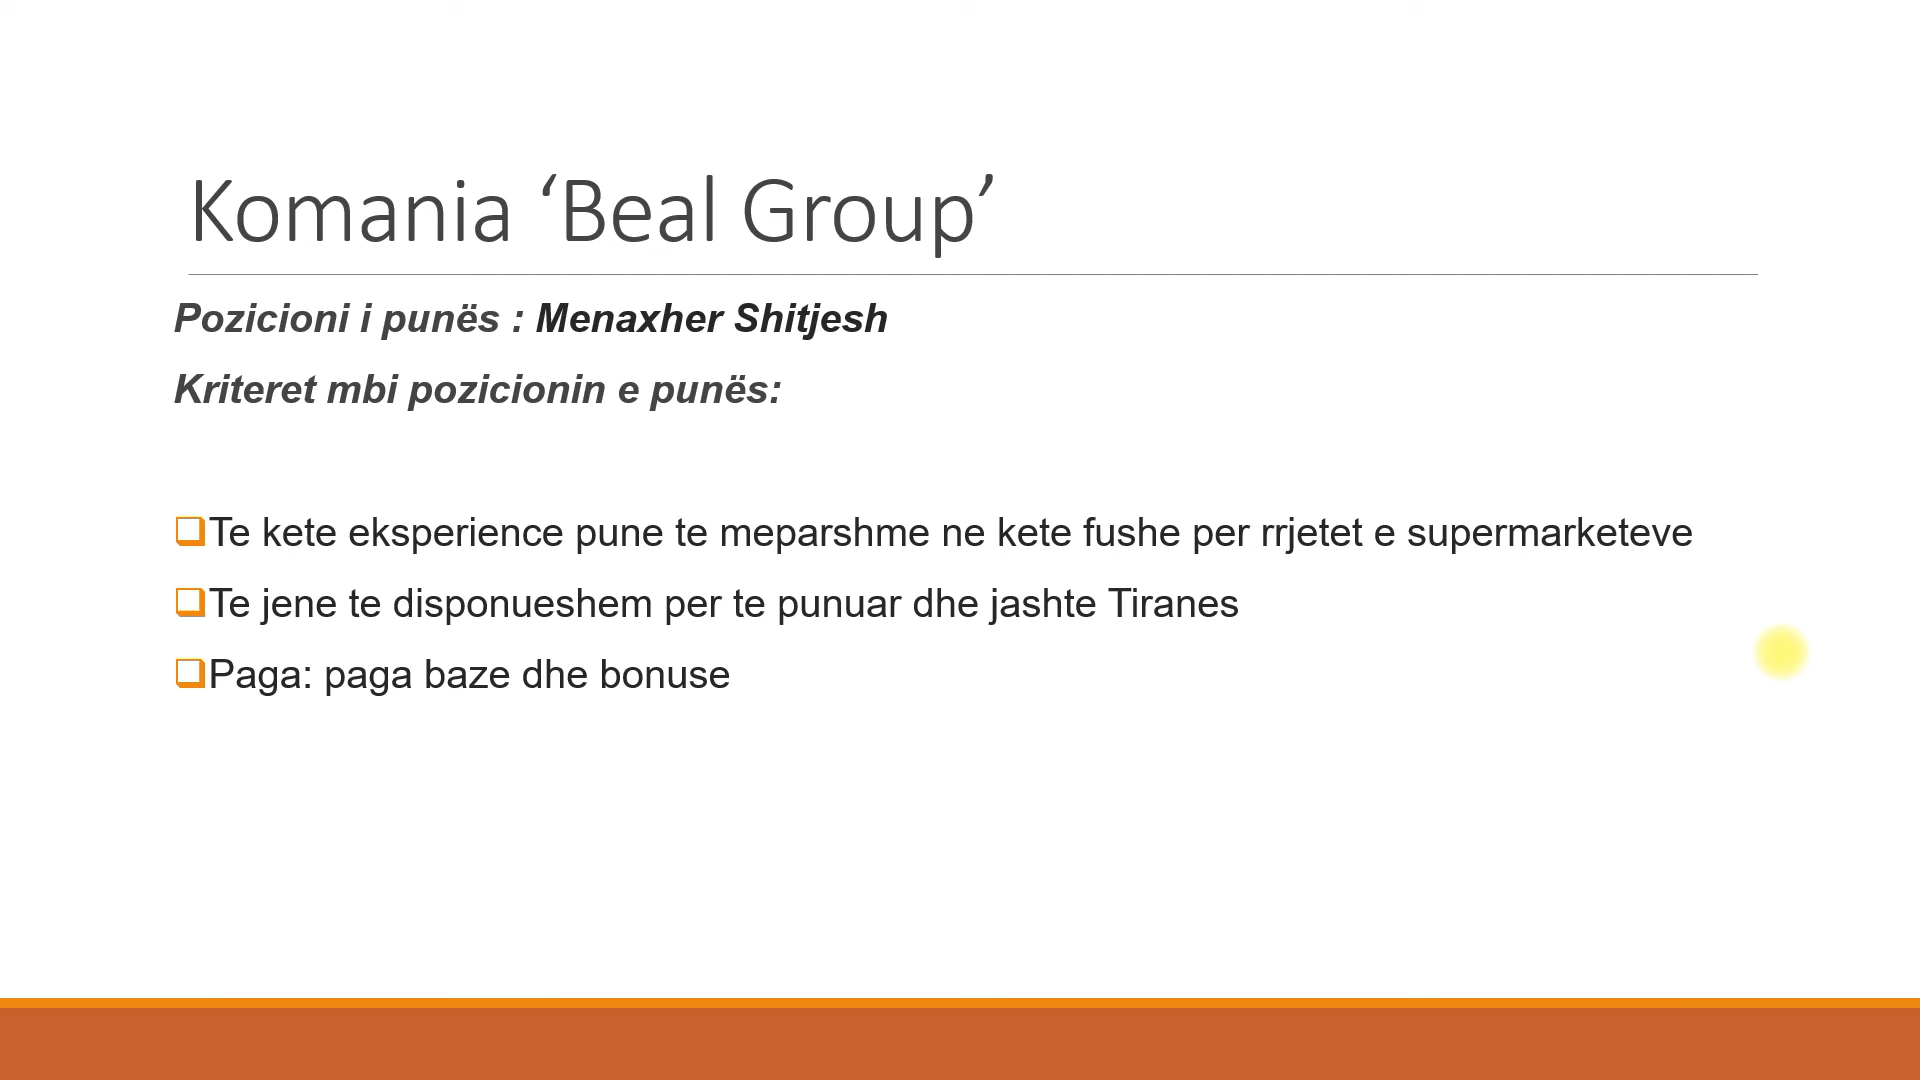 Komania ‘Beal Group’
Pozicioni i punës : Menaxher Shitjesh
Kriteret mbi pozicionin e punës:
Te kete eksperience pune te meparshme ne kete fushe per rrjetet e supermarketeve
Te jene te disponueshem per te punuar dhe jashte Tiranes
Paga: paga baze dhe bonuse